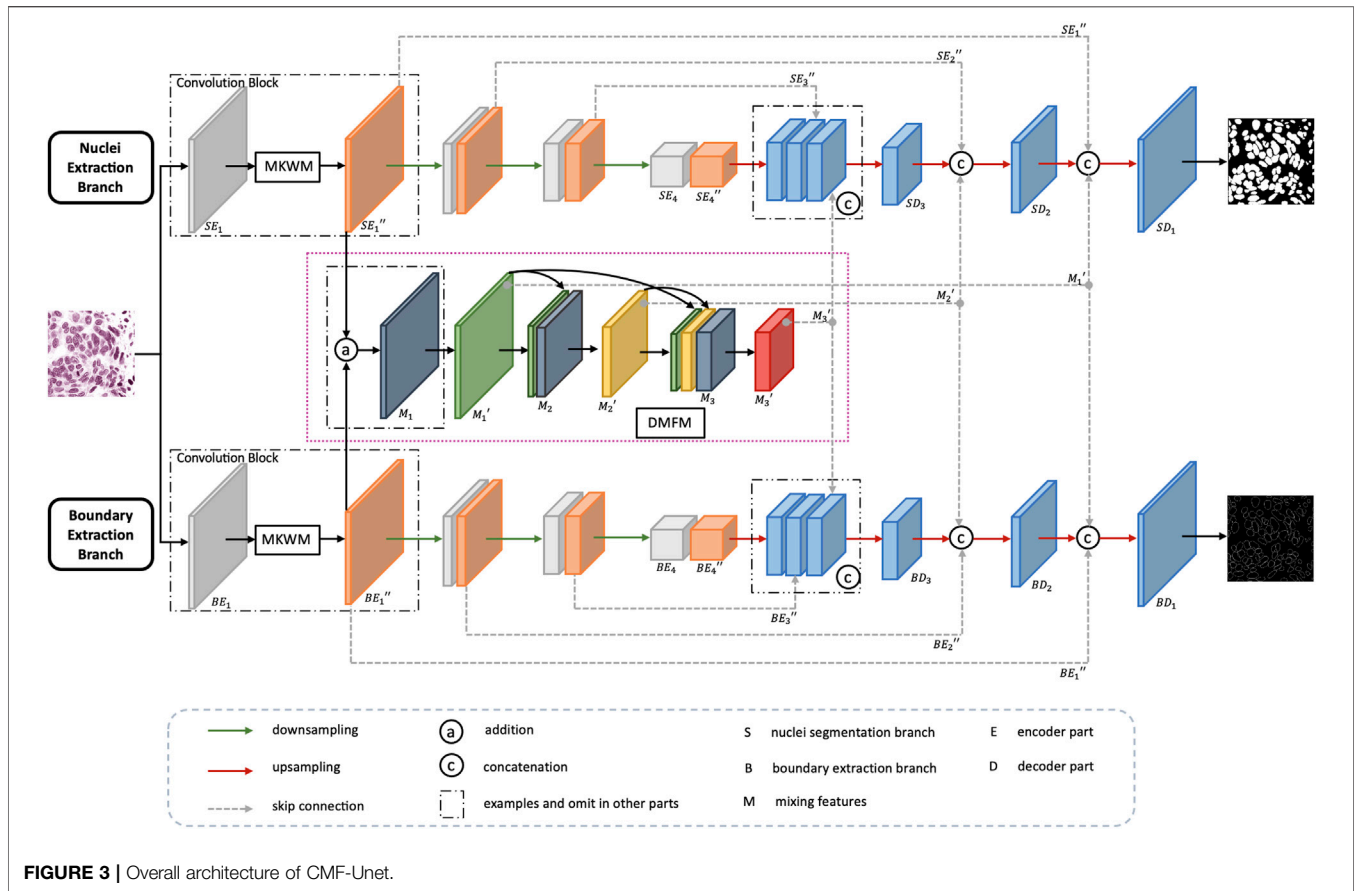 SE₁″
SE₂″
SE₃″
Convolution Block
Nuclei
Extraction
Branch
MKWM
SE₁
SE₁″
SE₄
SE₄″
c
SD₃
c
SD₂
c
SD₁
a
M₁
M₁′
M₂
M₂′
M₃
M₃′
DMFM
M₃′
M₂′
M₁′
Convolution Block
Boundary
Extraction
Branch
MKWM
BE₁
BE₁″
BE₄
BE₄″
c
BD₃
c
BD₂
c
BD₁
BE₃″
BE₂″
BE₁″
downsampling
a addition
S nuclei segmentation branch
E encoder part
upsampling
c concatenation
B boundary extraction branch
D decoder part
skip connection
examples and omit in other parts
M mixing features
FIGURE 3 | Overall architecture of CMF-Unet.